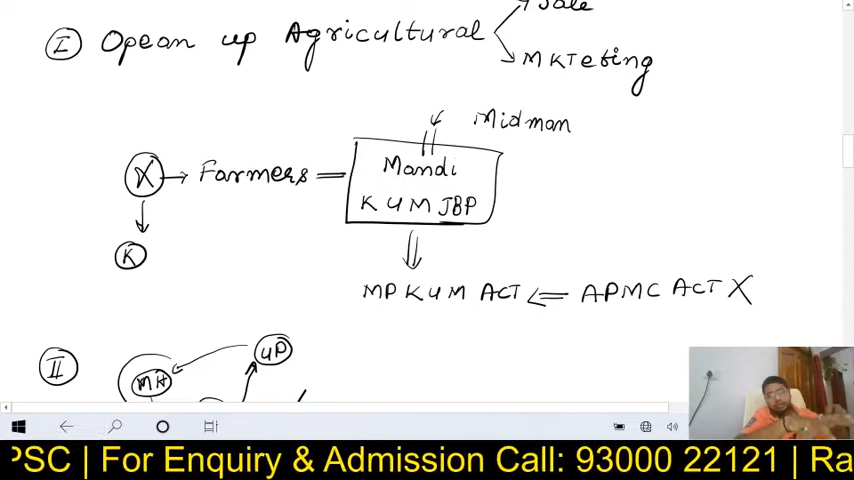 Sale
I Opean up Agricultural
MKTeting
Midman
X Farmers Mandi
KUM JBP
K
MP KUM ACT APMC ACT X
II UP
MH
PSC | For Enquiry & Admission Call: 93000 22121 | Ra